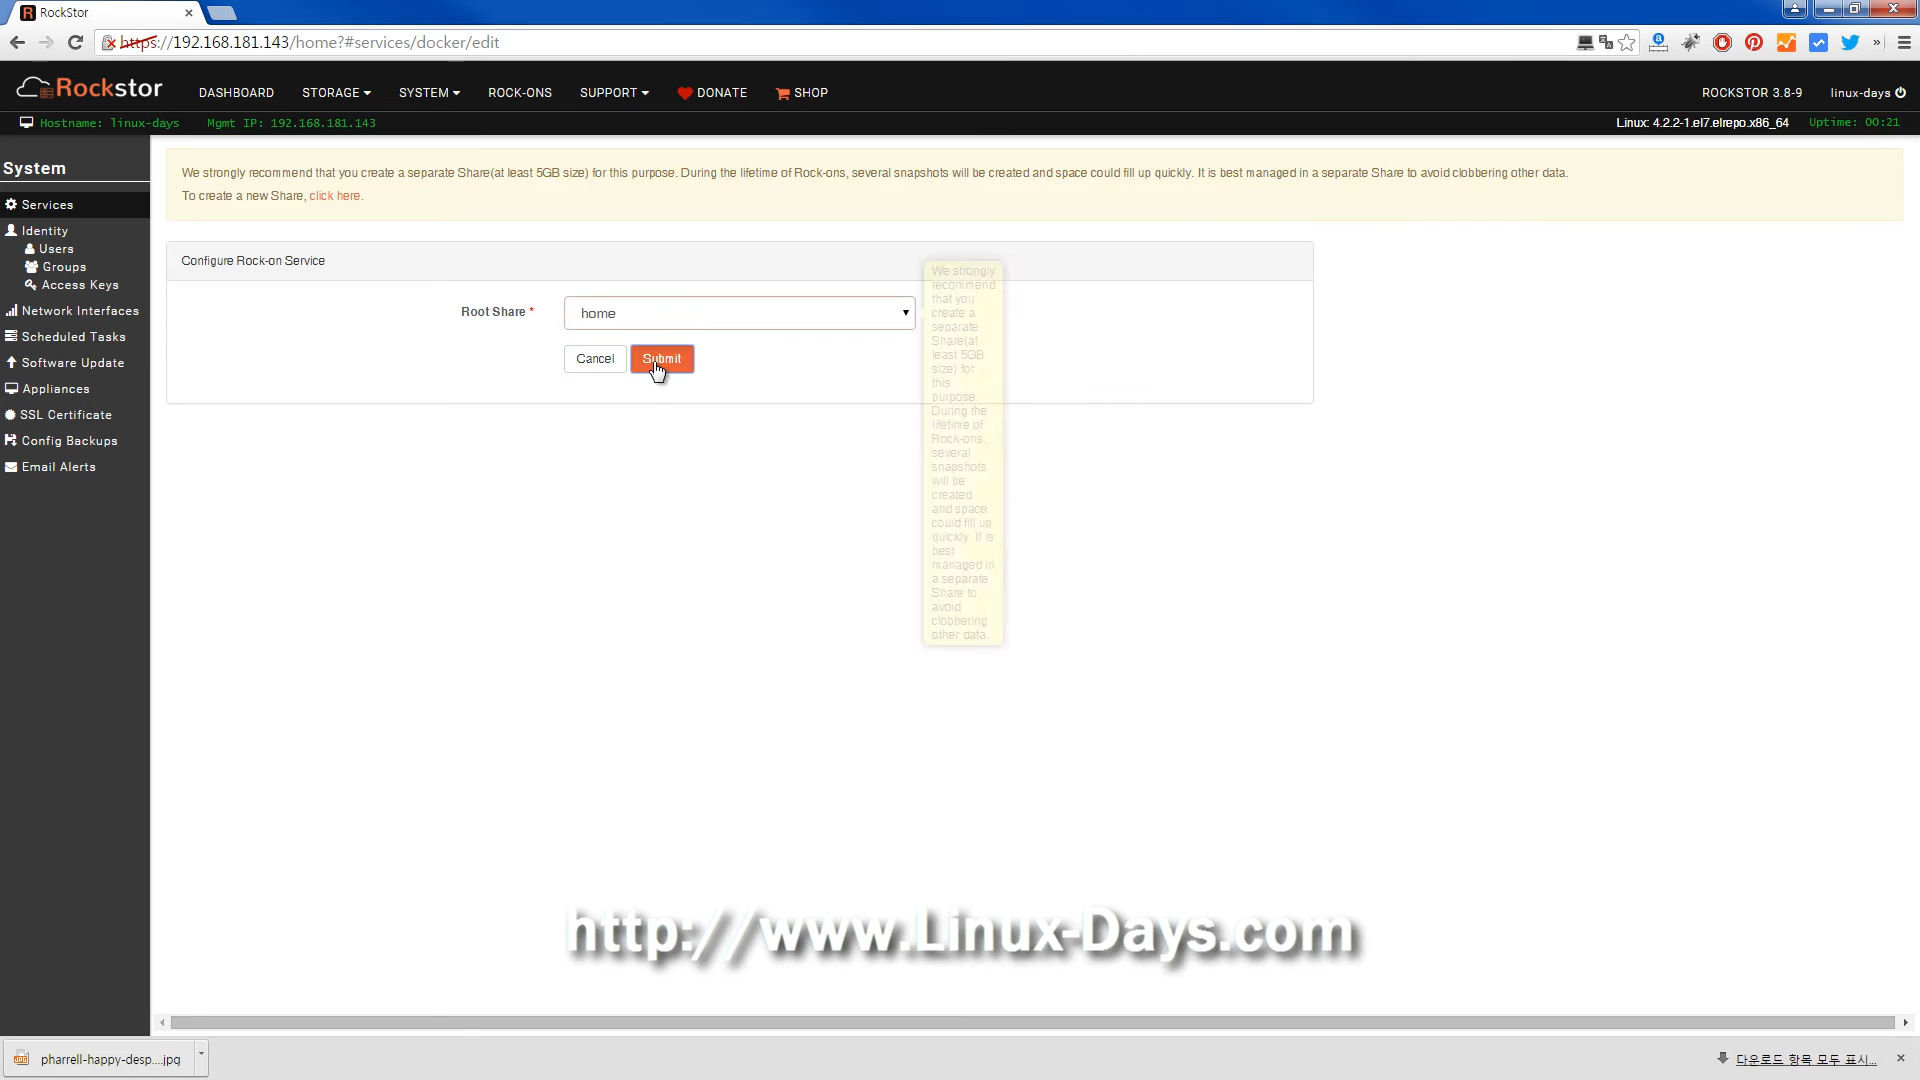 RockStor
https://192.168.181.143/home?#services/docker/edit
Rockstor
DASHBOARD
STORAGE
SYSTEM
ROCK-ONS
SUPPORT
DONATE
SHOP
ROCKSTOR 3.8-9
linux-days
Hostname: linux-days
Mgmt IP: 192.168.181.143
Linux: 4.2.2-1.el7.elrepo.x86_64
Uptime: 00:21
System
Services
Identity
Users
Groups
Access Keys
Network Interfaces
Scheduled Tasks
Software Update
Appliances
SSL Certificate
Config Backups
Email Alerts
We strongly recommend that you create a separate Share(at least 5GB size) for this purpose. During the lifetime of Rock-ons, several snapshots will be created and space could fill up quickly. It is best managed in a separate Share to avoid clobbering other data.
To create a new Share, click here.
Configure Rock-on Service
Root Share *
home
Cancel
Submit
We strongly
recommend
that you
create a
separate
Share(at
least 5GB
size) for
this
purpose.
During the
lifetime of
Rock-ons,
several
snapshots
will be
created
and space
could fill up
quickly. It is
best
managed in
a separate
Share to
avoid
clobbering
other data.
http://www.Linux-Days.com
pharrell-happy-desp....jpg
다운로드 항목 모두 표시...